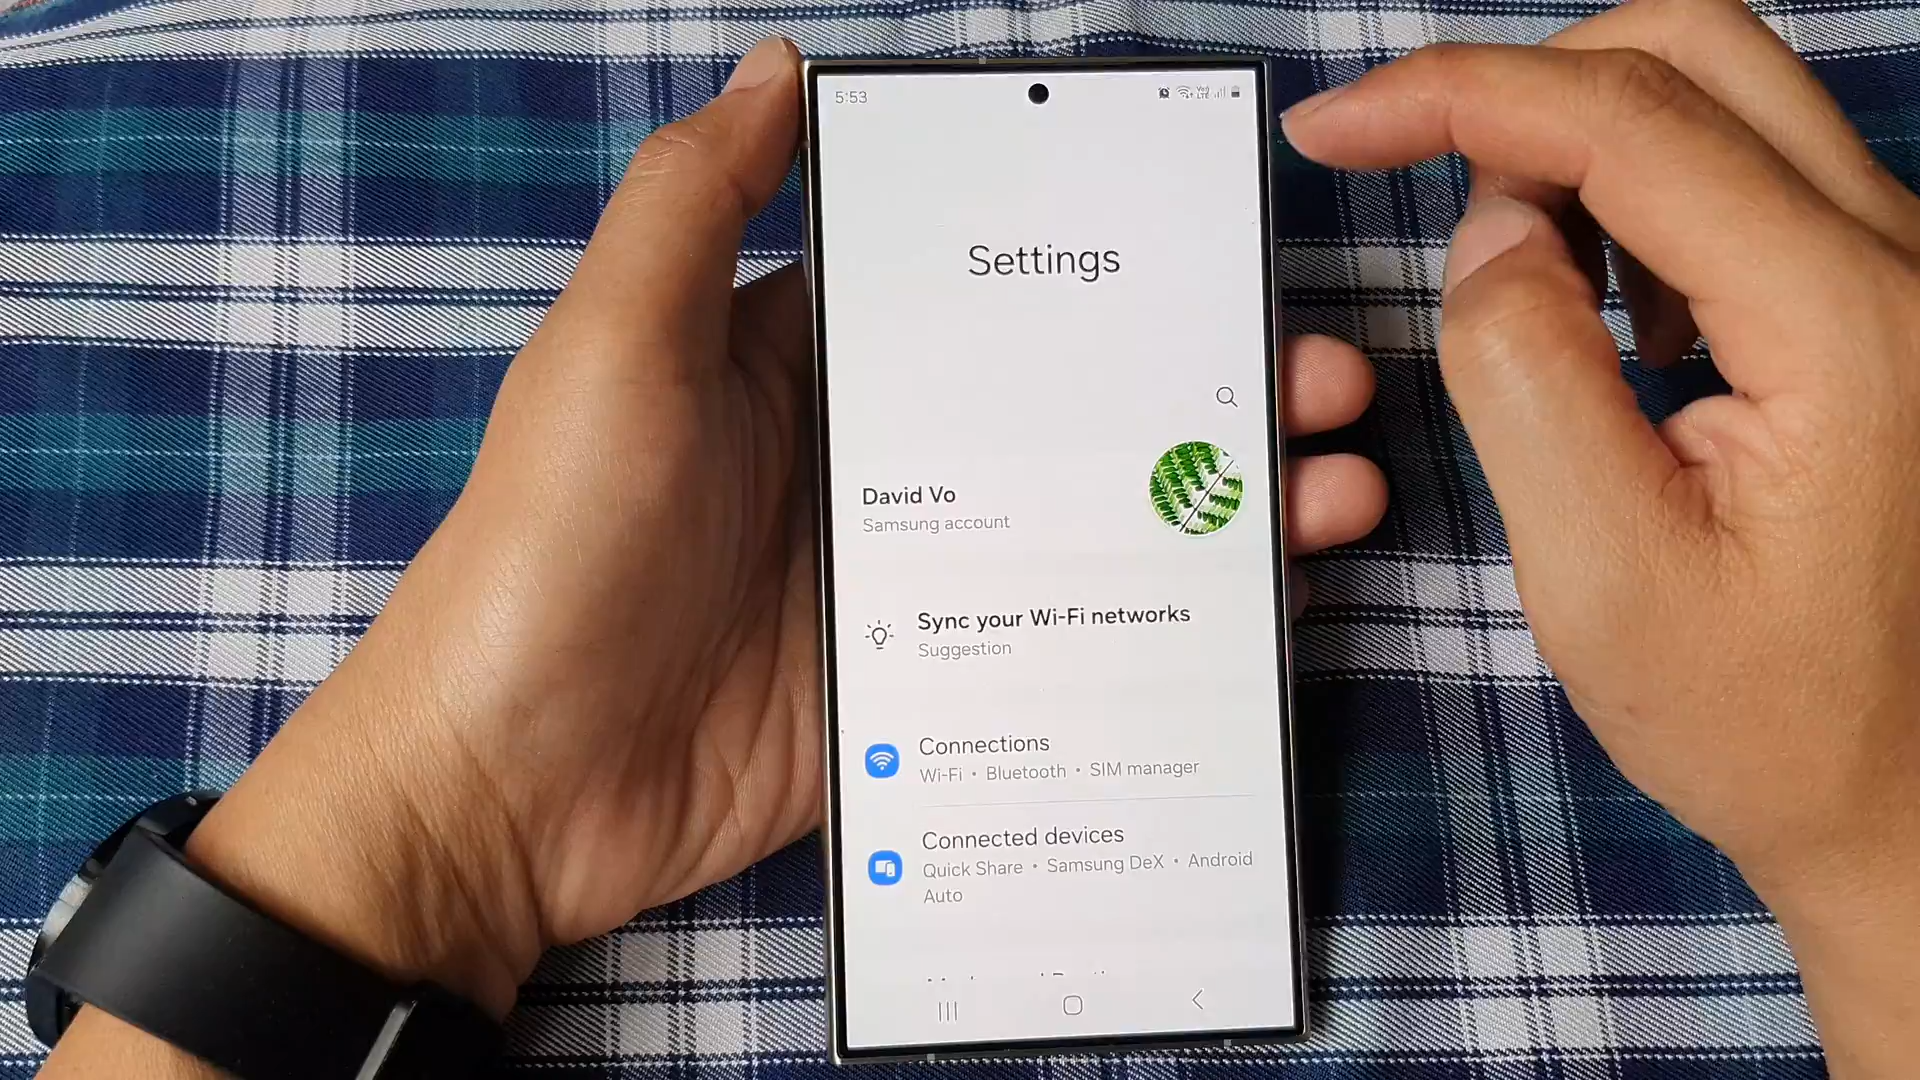 5:53
Settings
David Vo
Samsung account
Sync your Wi-Fi networks
Suggestion
Connections
Wi-Fi • Bluetooth • SIM manager
Connected devices
Quick Share • Samsung DeX • Android
Auto